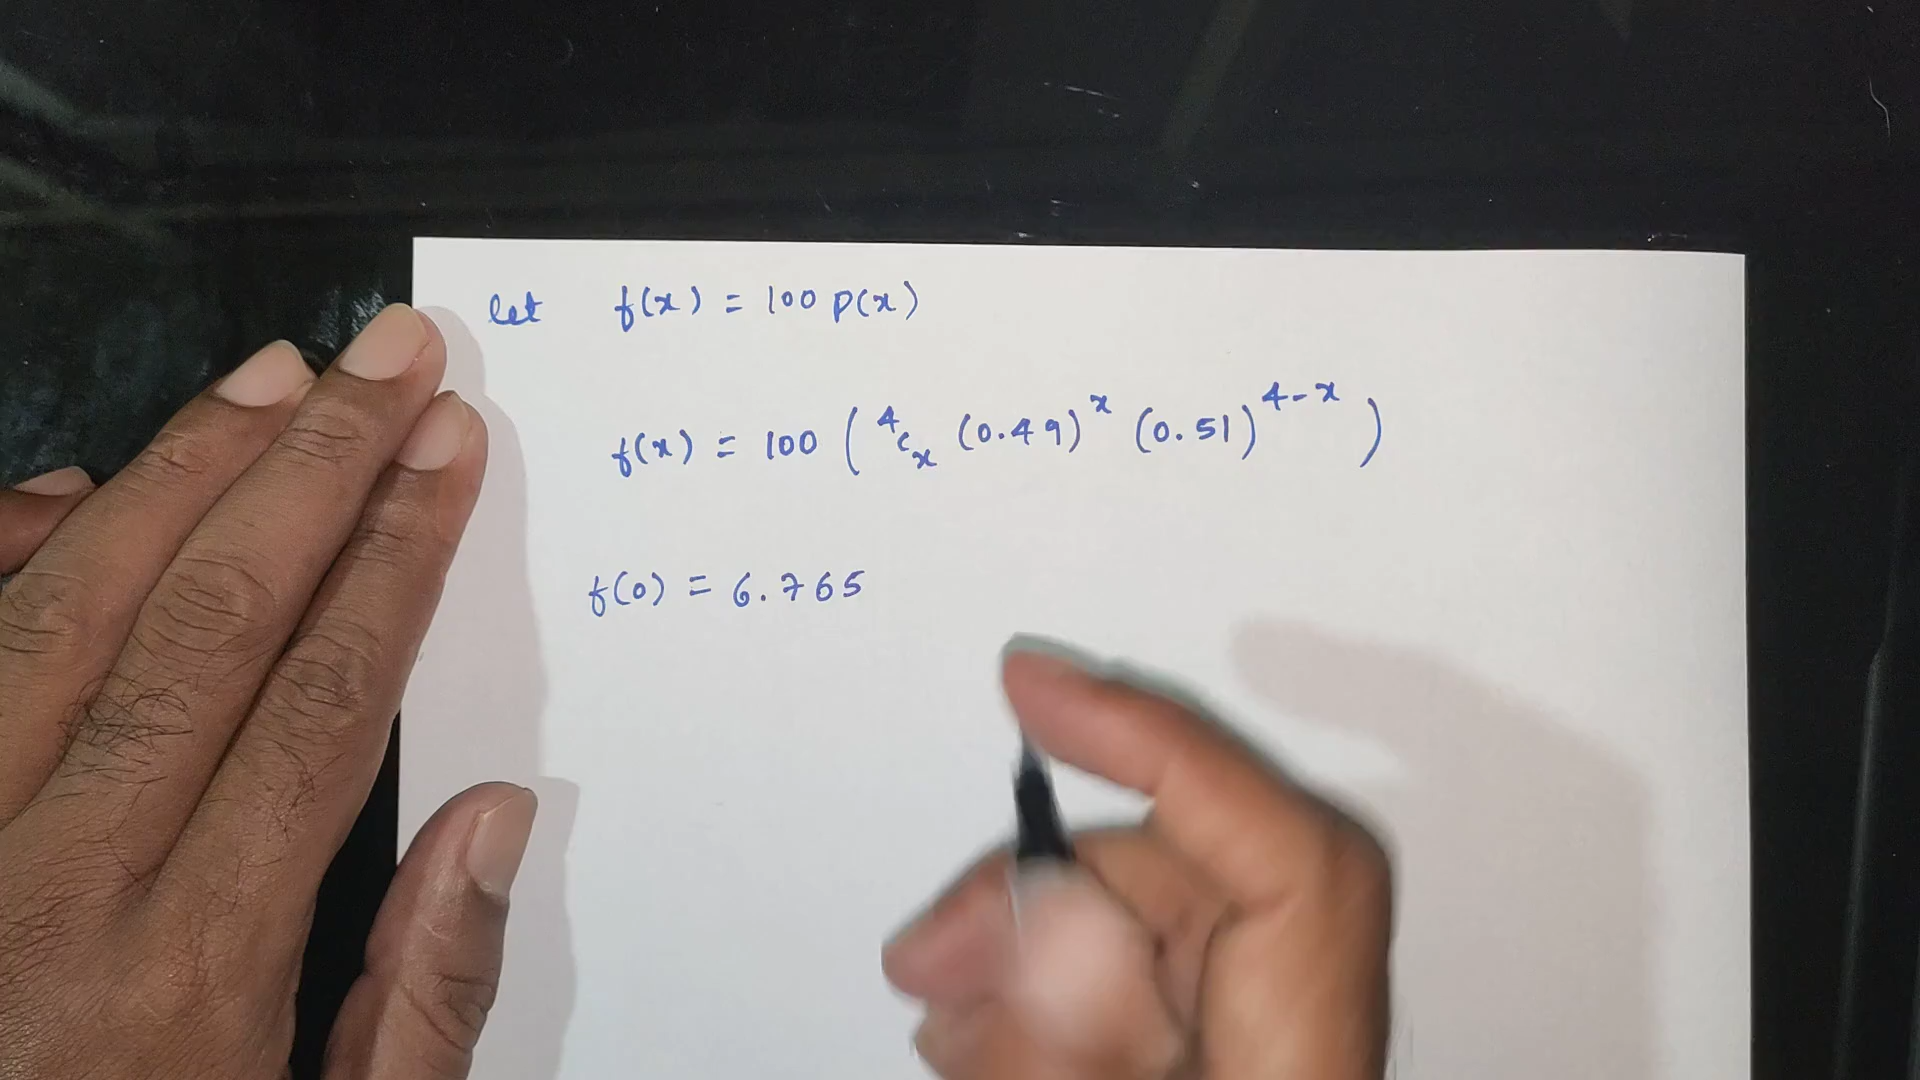 let f(x) = 100 P(x)
f(x) = 100 ( ⁴Cₓ (0.49)ˣ (0.51)⁴⁻ˣ )
f(0) = 6.765